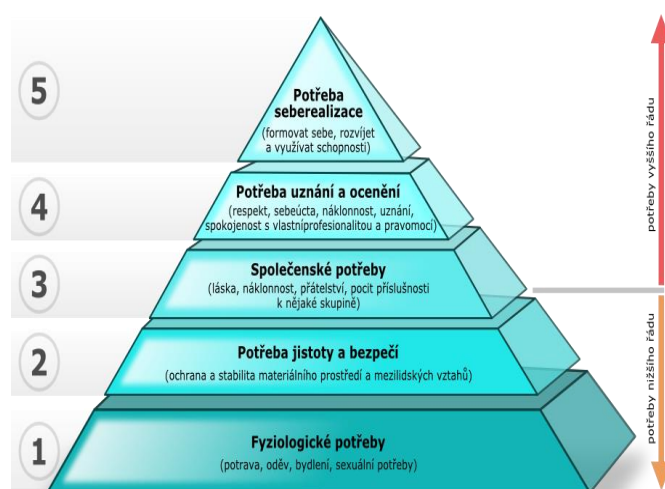 5
Potřeba
seberealizace
(formovat sebe, rozvíjet
a využívat schopnosti)
4
Potřeba uznání a ocenění
(respekt, sebeúcta, náklonnost, uznání,
spokojenost s vlastníprofesionalitou a pravomocí)
3
Společenské potřeby
(láska, náklonnost, přátelství, pocit příslušnosti
k nějaké skupině)
2
Potřeba jistoty a bezpečí
(ochrana a stabilita materiálního prostředí a mezilidských vztahů)
1
Fyziologické potřeby
(potrava, oděv, bydlení, sexuální potřeby)
potřeby vyššího řádu
potřeby nižšího řádu